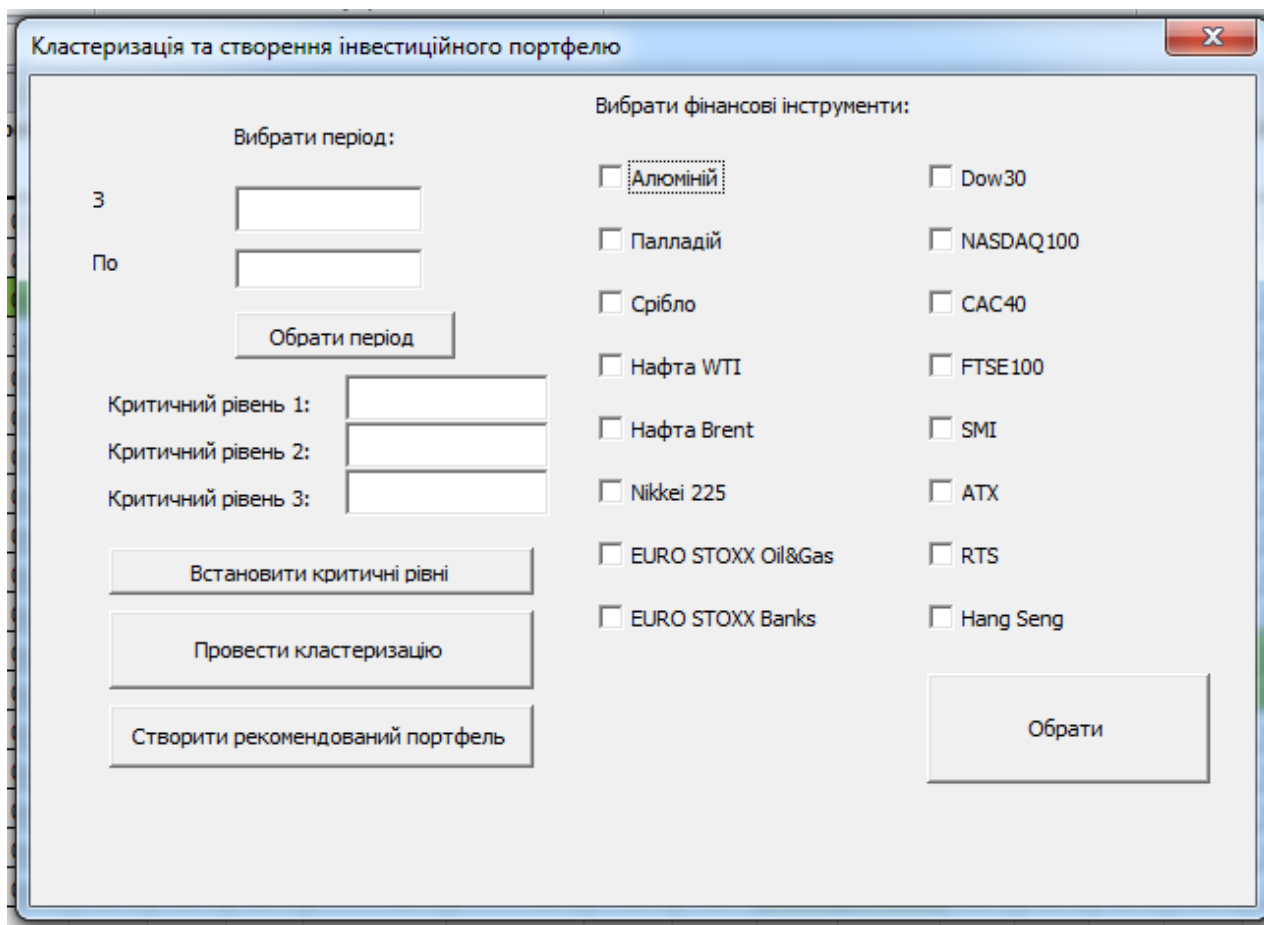 Кластеризація та створення інвестиційного портфелю
Вибрати період:
З
По
Обрати період
Критичний рівень 1:
Критичний рівень 2:
Критичний рівень 3:
Встановити критичні рівні
Провести кластеризацію
Створити рекомендований портфель
Вибрати фінансові інструменти:
Алюміній
Палладій
Срібло
Нафта WTI
Нафта Brent
Nikkei 225
EURO STOXX Oil&Gas
EURO STOXX Banks
Dow30
NASDAQ100
CAC40
FTSE100
SMI
ATX
RTS
Hang Seng
Обрати